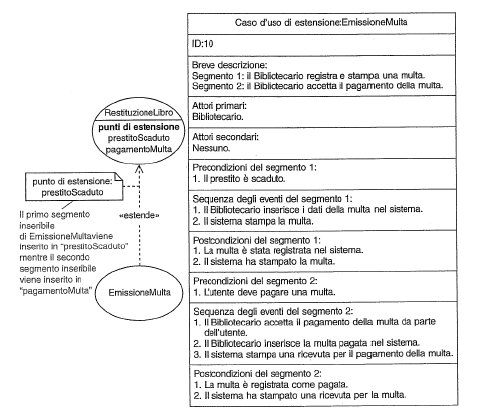 RestituzioneLibro
punti di estensione
prestitoScaduto
pagamentoMulta
punto di estensione:
prestitoScaduto
«estende»
Il primo segmento
inseribile
di EmissioneMultaviene
inserito in "prestitoScaduto"
mentre il secondo
segmento inseribile
viene inserito in
"pagamentoMulta"
EmissioneMulta
Caso d'uso di estensione:EmissioneMulta
ID:10
Breve descrizione:
Segmento 1: il Bibliotecario registra e stampa una multa.
Segmento 2: il Bibliotecario accetta il pagamento della multa.
Attori primari:
Bibliotecario.
Attori secondari:
Nessuno.
Precondizioni del segmento 1:
1. Il prestito è scaduto.
Sequenza degli eventi del segmento 1:
1. Il Bibliotecario inserisce i dati della multa nel sistema.
2. Il sistema stampa la multa.
Postcondizioni del segmento 1:
1. La multa è stata registrata nel sistema.
2. Il sistema ha stampato la multa.
Precondizioni del segmento 2:
1. L'utente deve pagare una multa.
Sequenza degli eventi del segmento 2:
1. Il Bibliotecario accetta il pagamento della multa da parte
dell'utente.
2. Il Bibliotecario inserisce la multa pagata nel sistema.
3. Il sistema stampa una ricevuta per il pagamento della multa.
Postcondizioni del segmento 2:
1. La multa è registrata come pagata.
2. Il sistema ha stampato una ricevuta per la multa.